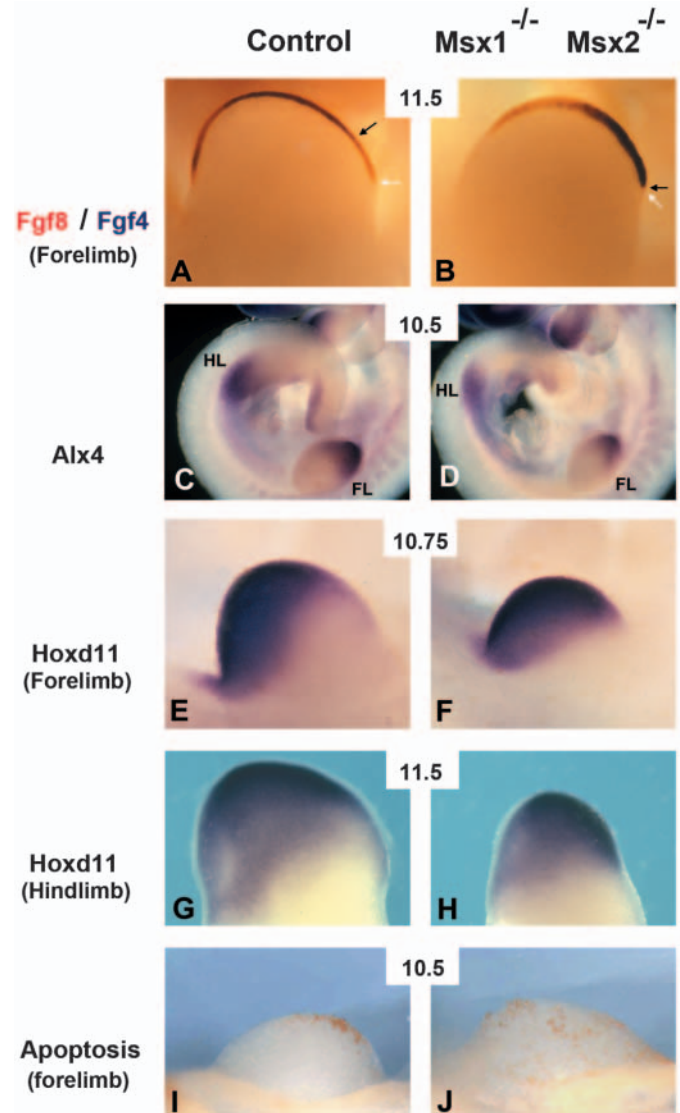 Control
Msx1 -/- Msx2 -/-
11.5
Fgf8 / Fgf4
(Forelimb)
A
B
10.5
HL
HL
Alx4
C
FL
D
FL
10.75
Hoxd11
(Forelimb)
E
F
11.5
Hoxd11
(Hindlimb)
G
H
10.5
Apoptosis
(forelimb)
I
J